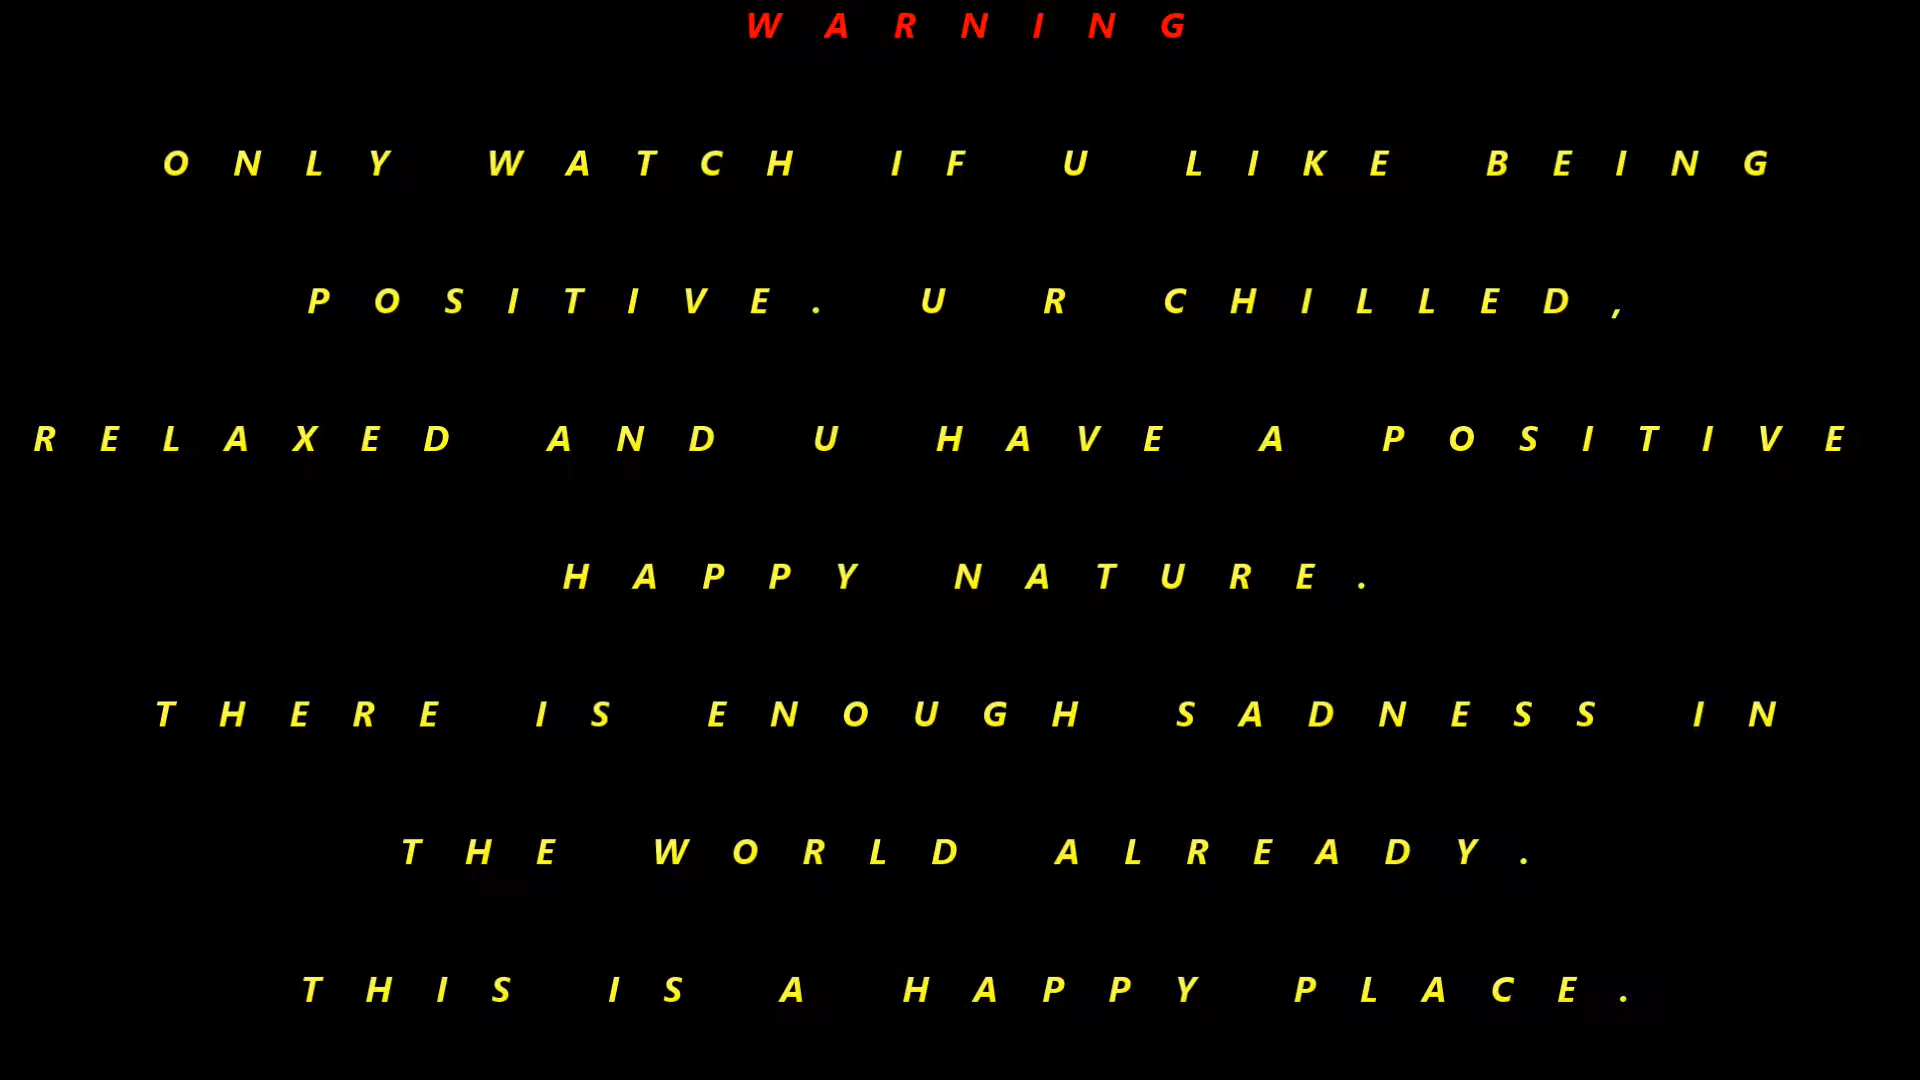 WARNING
ONLY WATCH IF U LIKE BEING
POSITIVE. U R CHILLED,
RELAXED AND U HAVE A POSITIVE
HAPPY NATURE.
THERE IS ENOUGH SADNESS IN
THE WORLD ALREADY.
THIS IS A HAPPY PLACE.